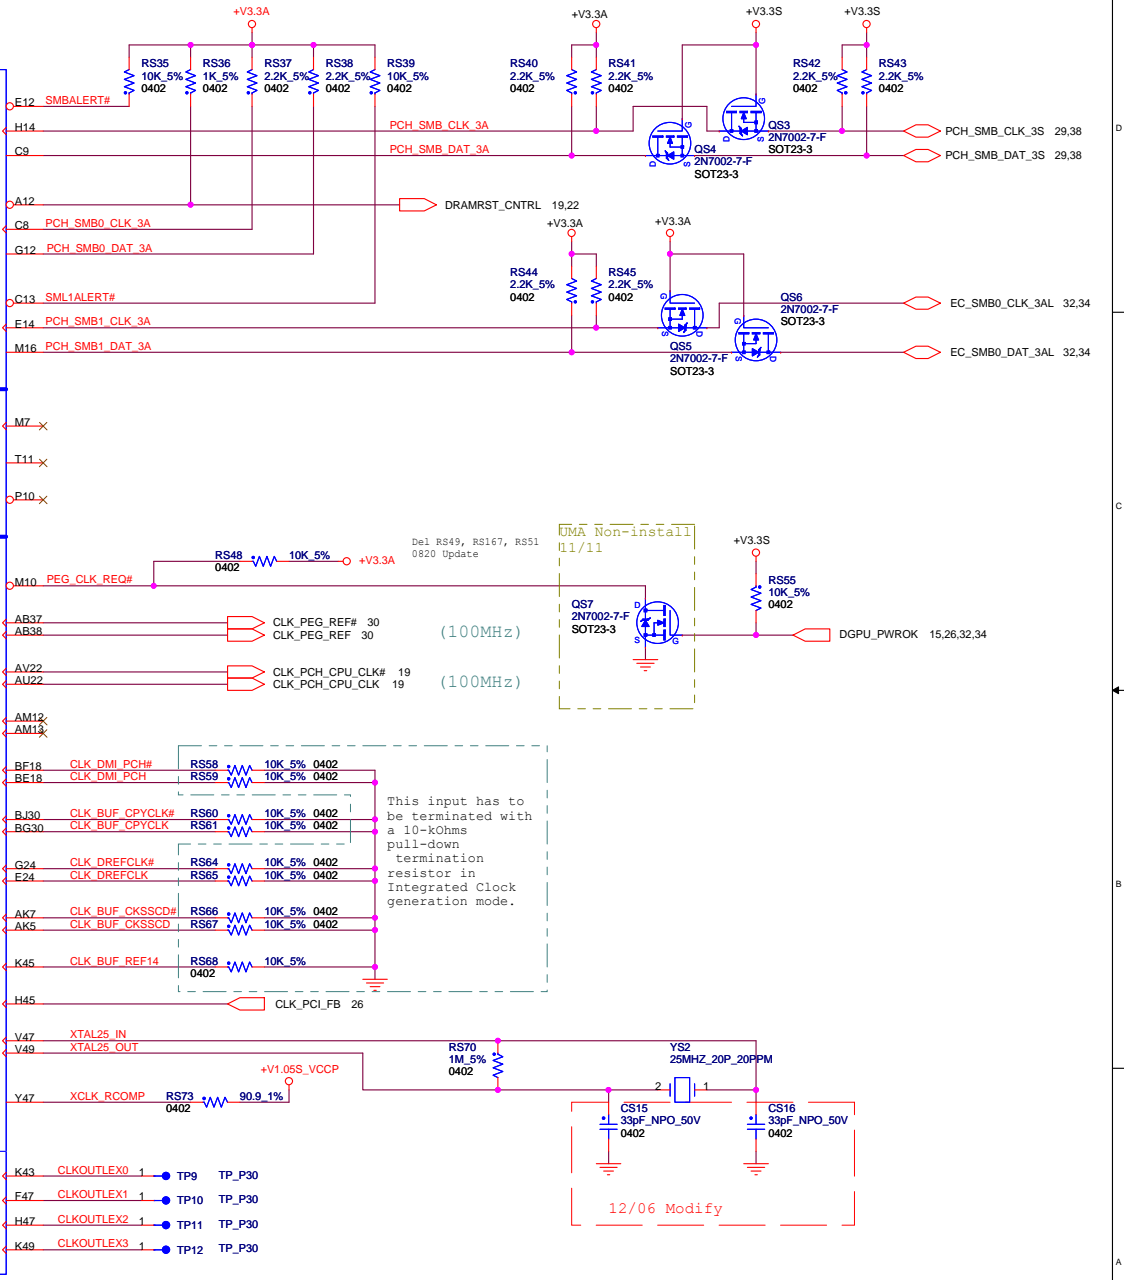 +V3.3A
+V3.3A
+V3.3S
+V3.3S
RS35
10K_5%
0402
RS36
1K_5%
0402
RS37
2.2K_5%
0402
RS38
2.2K_5%
0402
RS39
10K_5%
0402
RS40
2.2K_5%
0402
RS41
2.2K_5%
0402
RS42
2.2K_5%
0402
RS43
2.2K_5%
0402
E12 SMBALERT#
H14 PCH_SMB_CLK_3A
G
D S
QS3
2N7002-7-F
SOT23-3
PCH_SMB_CLK_3S 29,38
D
C9 PCH_SMB_DAT_3A
G
D S
QS4
2N7002-7-F
SOT23-3
PCH_SMB_DAT_3S 29,38
A12 DRAMRST_CNTRL 19,22
C8 PCH_SMB0_CLK_3A
G12 PCH_SMB0_DAT_3A
+V3.3A
+V3.3A
RS44
2.2K_5%
0402
RS45
2.2K_5%
0402
C13 SML1ALERT#
G
S D
QS6
2N7002-7-F
SOT23-3
EC_SMB0_CLK_3AL 32,34
E14 PCH_SMB1_CLK_3A
G
S D
QS5
2N7002-7-F
SOT23-3
M16 PCH_SMB1_DAT_3A
EC_SMB0_DAT_3AL 32,34
M7
T11
P10
C
UMA Non-install
11/11
Del RS49, RS167, RS51
0820 Update
RS48 10K_5%
0402
+V3.3A
+V3.3S
RS55
10K_5%
0402
M10 PEG_CLK_REQ#
QS7
2N7002-7-F
SOT23-3
D
S G
DGPU_PWROK 15,26,32,34
AB37 CLK_PEG_REF# 30
AB38 CLK_PEG_REF 30
(100MHz)
AV22 CLK_PCH_CPU_CLK# 19
AU22 CLK_PCH_CPU_CLK 19
(100MHz)
AM12
AM13
BF18 CLK_DMI_PCH# RS58 10K_5% 0402
BE18 CLK_DMI_PCH RS59 10K_5% 0402
BJ30 CLK_BUF_CPYCLK# RS60 10K_5% 0402
BG30 CLK_BUF_CPYCLK RS61 10K_5% 0402
G24 CLK_DREFCLK# RS64 10K_5% 0402
E24 CLK_DREFCLK RS65 10K_5% 0402
AK7 CLK_BUF_CKSSCD# RS66 10K_5% 0402
AK5 CLK_BUF_CKSSCD RS67 10K_5% 0402
K45 CLK_BUF_REF14 RS68 10K_5%
0402
This input has to
be terminated with
a 10-kOhms
pull-down
termination
resistor in
Integrated Clock
generation mode.
B
H45 CLK_PCI_FB 26
V47 XTAL25_IN
V49 XTAL25_OUT
RS70
1M_5%
0402
YS2
25MHZ_20P_20PPM
2 1
+V1.05S_VCCP
Y47 XCLK_RCOMP RS73 90.9_1%
0402
CS15
33pF_NPO_50V
0402
CS16
33pF_NPO_50V
0402
12/06 Modify
K43 CLKOUTLEX0 1 TP9 TP_P30
F47 CLKOUTLEX1 1 TP10 TP_P30
H47 CLKOUTLEX2 1 TP11 TP_P30
K49 CLKOUTLEX3 1 TP12 TP_P30
A